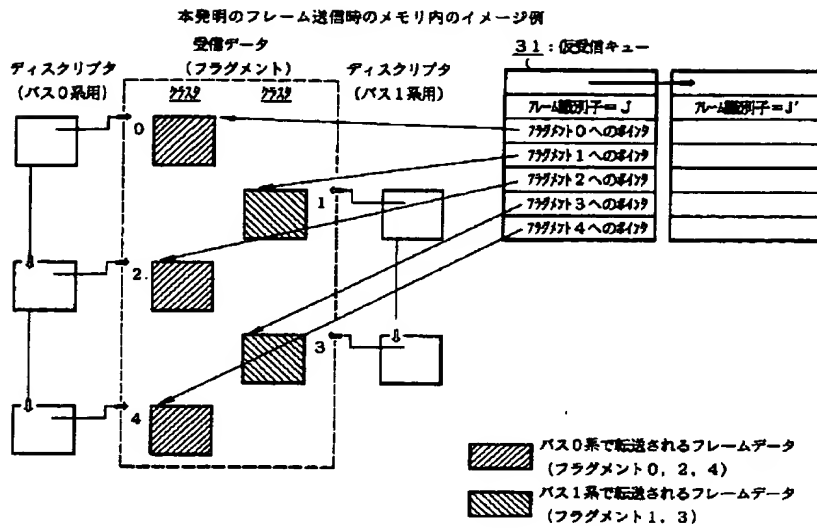 本発明のフレーム送信時のメモリ内のイメージ例
受信データ
(フラグメント)
ディスクリプタ
(バス0系用)
クラスタ
クラスタ
ディスクリプタ
(バス1系用)
31:仮受信キュー
フレーム識別子=J
フレーム識別子=J'
フラグメント0へのポインタ
フラグメント1へのポインタ
フラグメント2へのポインタ
フラグメント3へのポインタ
フラグメント4へのポインタ
0
1
2
3
4
バス0系で転送されるフレームデータ
(フラグメント0, 2, 4)
バス1系で転送されるフレームデータ
(フラグメント1, 3)